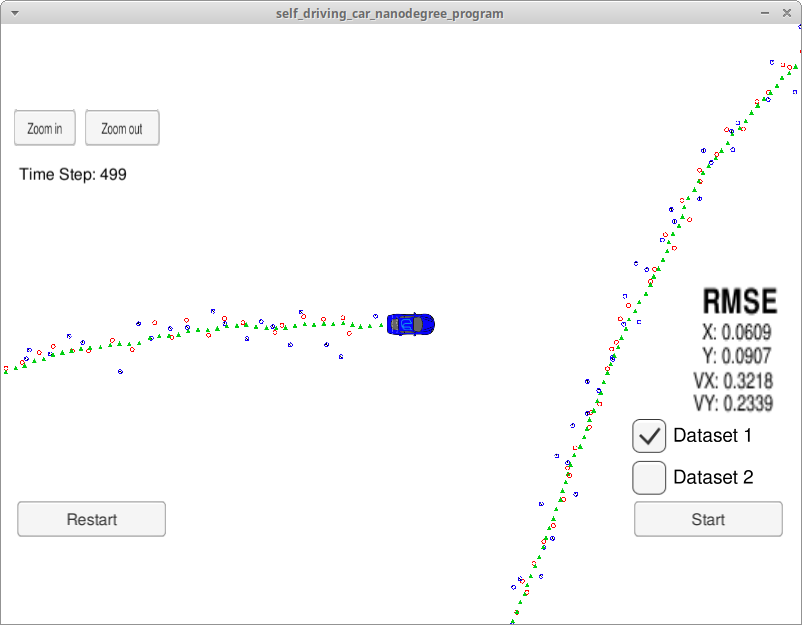 self_driving_car_nanodegree_program
Zoom in
Zoom out
Time Step: 499
RMSE
X: 0.0609
Y: 0.0907
VX: 0.3218
VY: 0.2339
Dataset 1
Dataset 2
Restart
Start